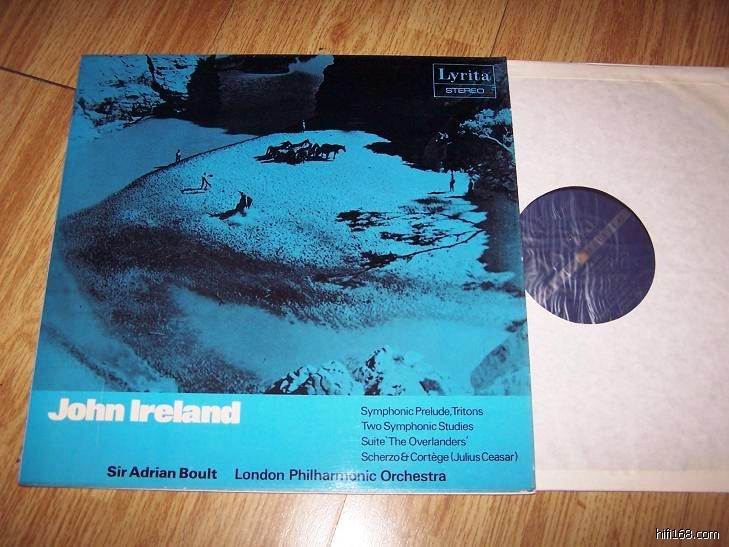 Lyrita
STEREO
John Ireland
Symphonic Prelude,Tritons
Two Symphonic Studies
Suite‘The Overlanders’
Scherzo & Cortège (Julius Ceasar)
Sir Adrian Boult London Philharmonic Orchestra
hifi168.com